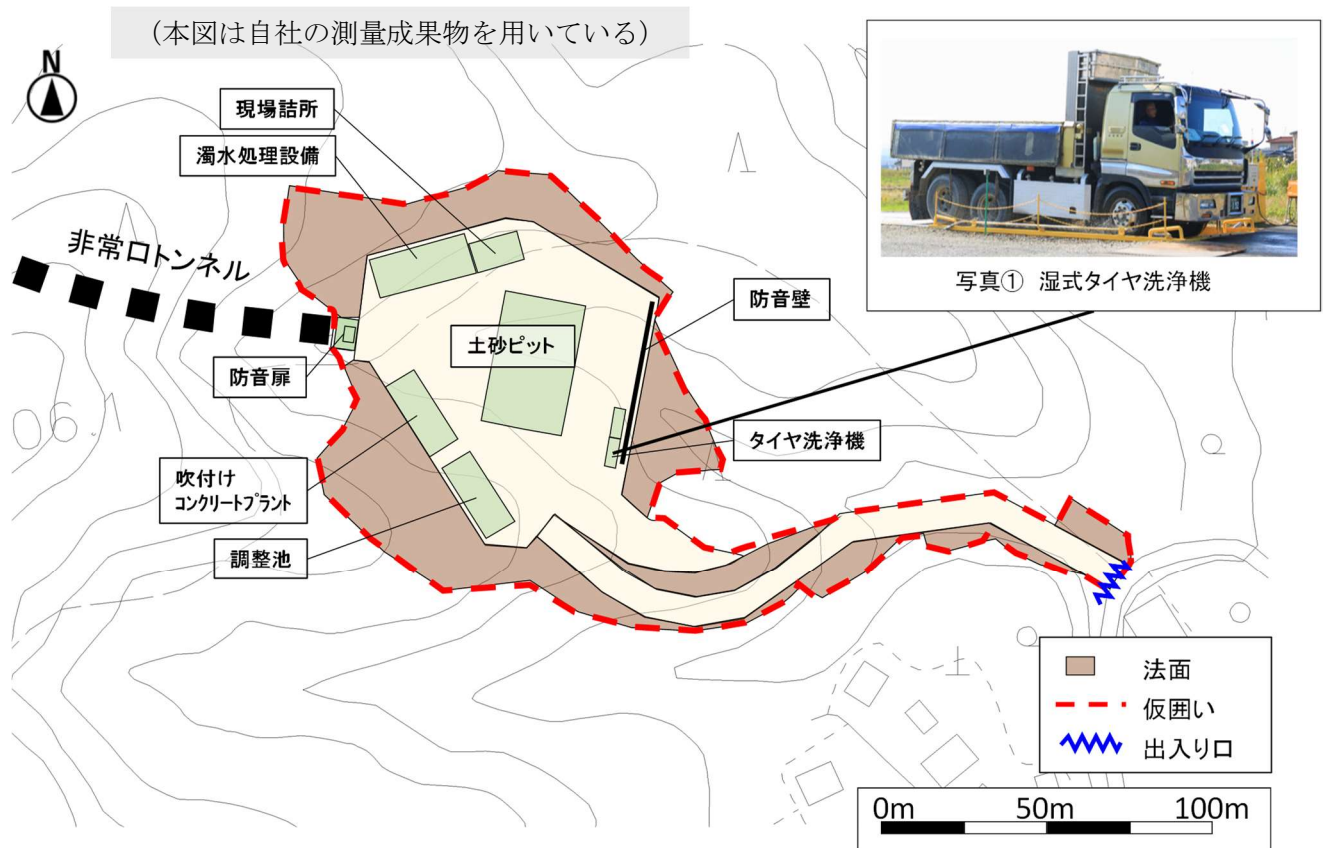 （本図は自社の測量成果物を用いている）
N
現場詰所
濁水処理設備
非常口トンネル
防音扉
土砂ピット
防音壁
写真① 湿式タイヤ洗浄機
タイヤ洗浄機
吹付け
コンクリートプラント
調整池
法面
仮囲い
出入り口
0m 50m 100m